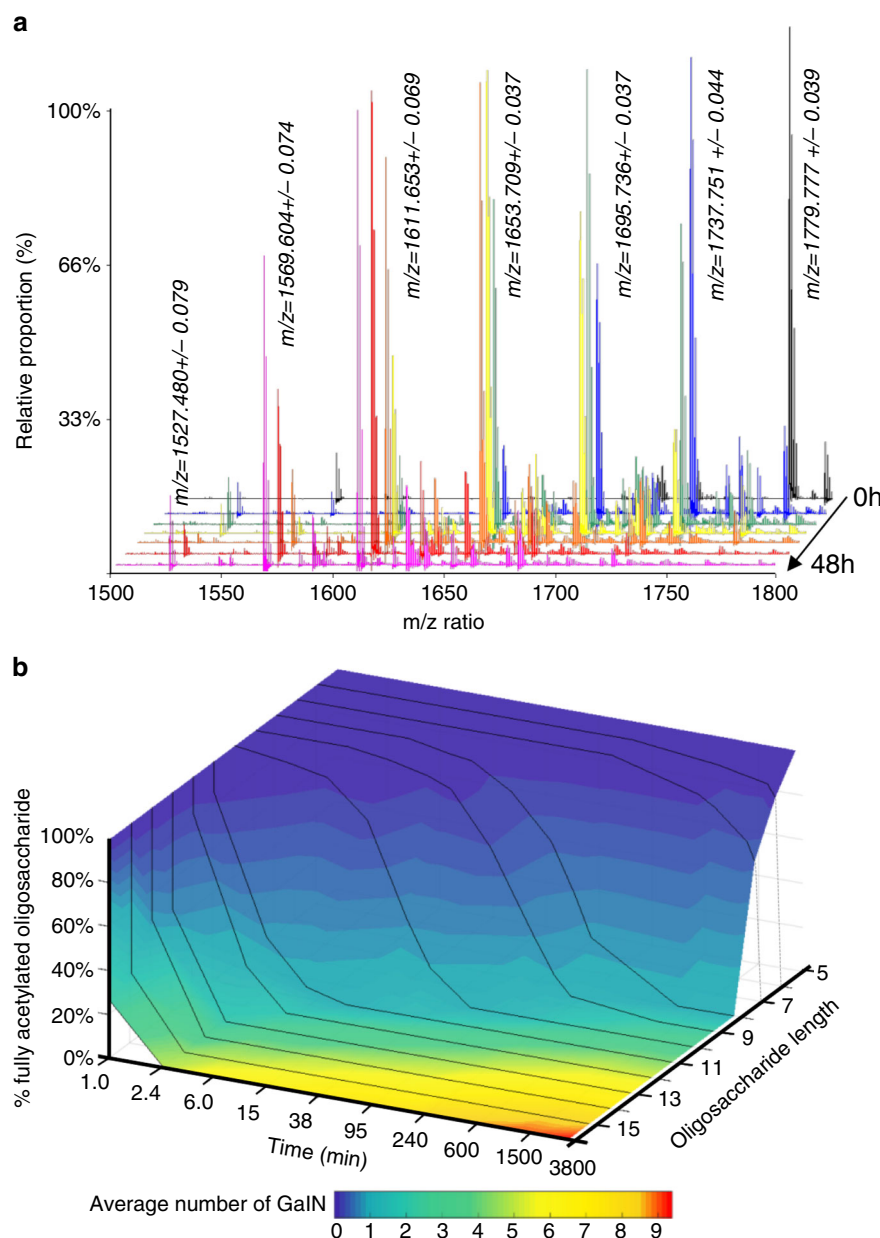 a
m/z=1527.480+/− 0.079
m/z=1569.604+/− 0.074
m/z=1611.653+/− 0.069
m/z=1653.709+/− 0.037
m/z=1695.736+/− 0.037
m/z=1737.751 +/− 0.044
m/z=1779.777 +/− 0.039
Relative proportion (%)
100%
66%
33%
0h
48h
1500 1550 1600 1650 1700 1750 1800
m/z ratio
b
% fully acetylated oligosaccharide
100%
80%
60%
40%
20%
0%
1.0 2.4 6.0 15 38 95 240 600 1500 3800
Time (min)
5
7
9
11
13
15
Oligosaccharide length
Average number of GalN
0 1 2 3 4 5 6 7 8 9